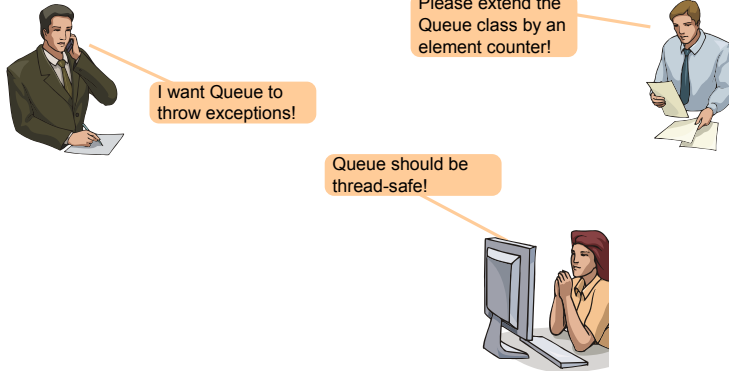 Please extend the
Queue class by an
element counter!
I want Queue to
throw exceptions!
Queue should be
thread-safe!